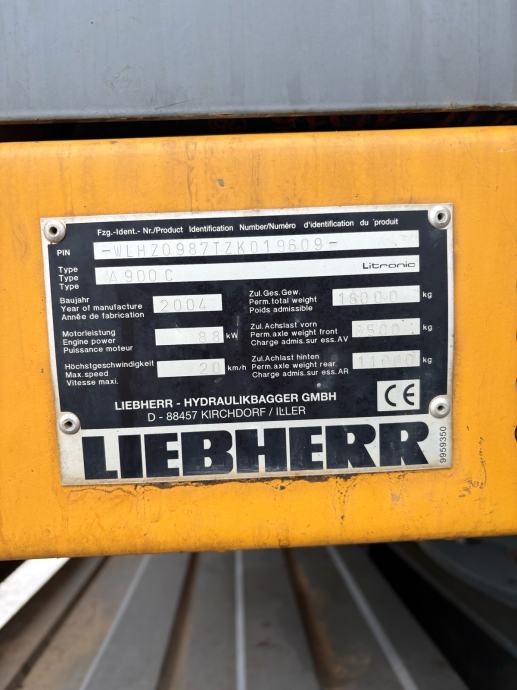 Fzg.-Ident.- Nr./Product Identification Number/Numéro d'identification du produit
PIN -WLHZ0987TZK019609-
Type A 900 C Litronic
Type
Type
Baujahr
Year of manufacture 2004
Année de fabrication
Motorleistung
Engine power 88 kW
Puissance moteur
Höchstgeschwindigkeit
Max.speed 20 km/h
Vitesse maxi.
Zul.Ges.Gew.
Perm.total weight 18000 kg
Poids admissible
Zul.Achslast vorn
Perm.axle weight front kg
Charge admis.sur ess.AV
Zul.Achslast hinten
Perm.axle weight rear 11000 kg
Charge admis.sur ess.AR
LIEBHERR - HYDRAULIKBAGGER GMBH
D - 88457 KIRCHDORF / ILLER
CE
LIEBHERR
9959350